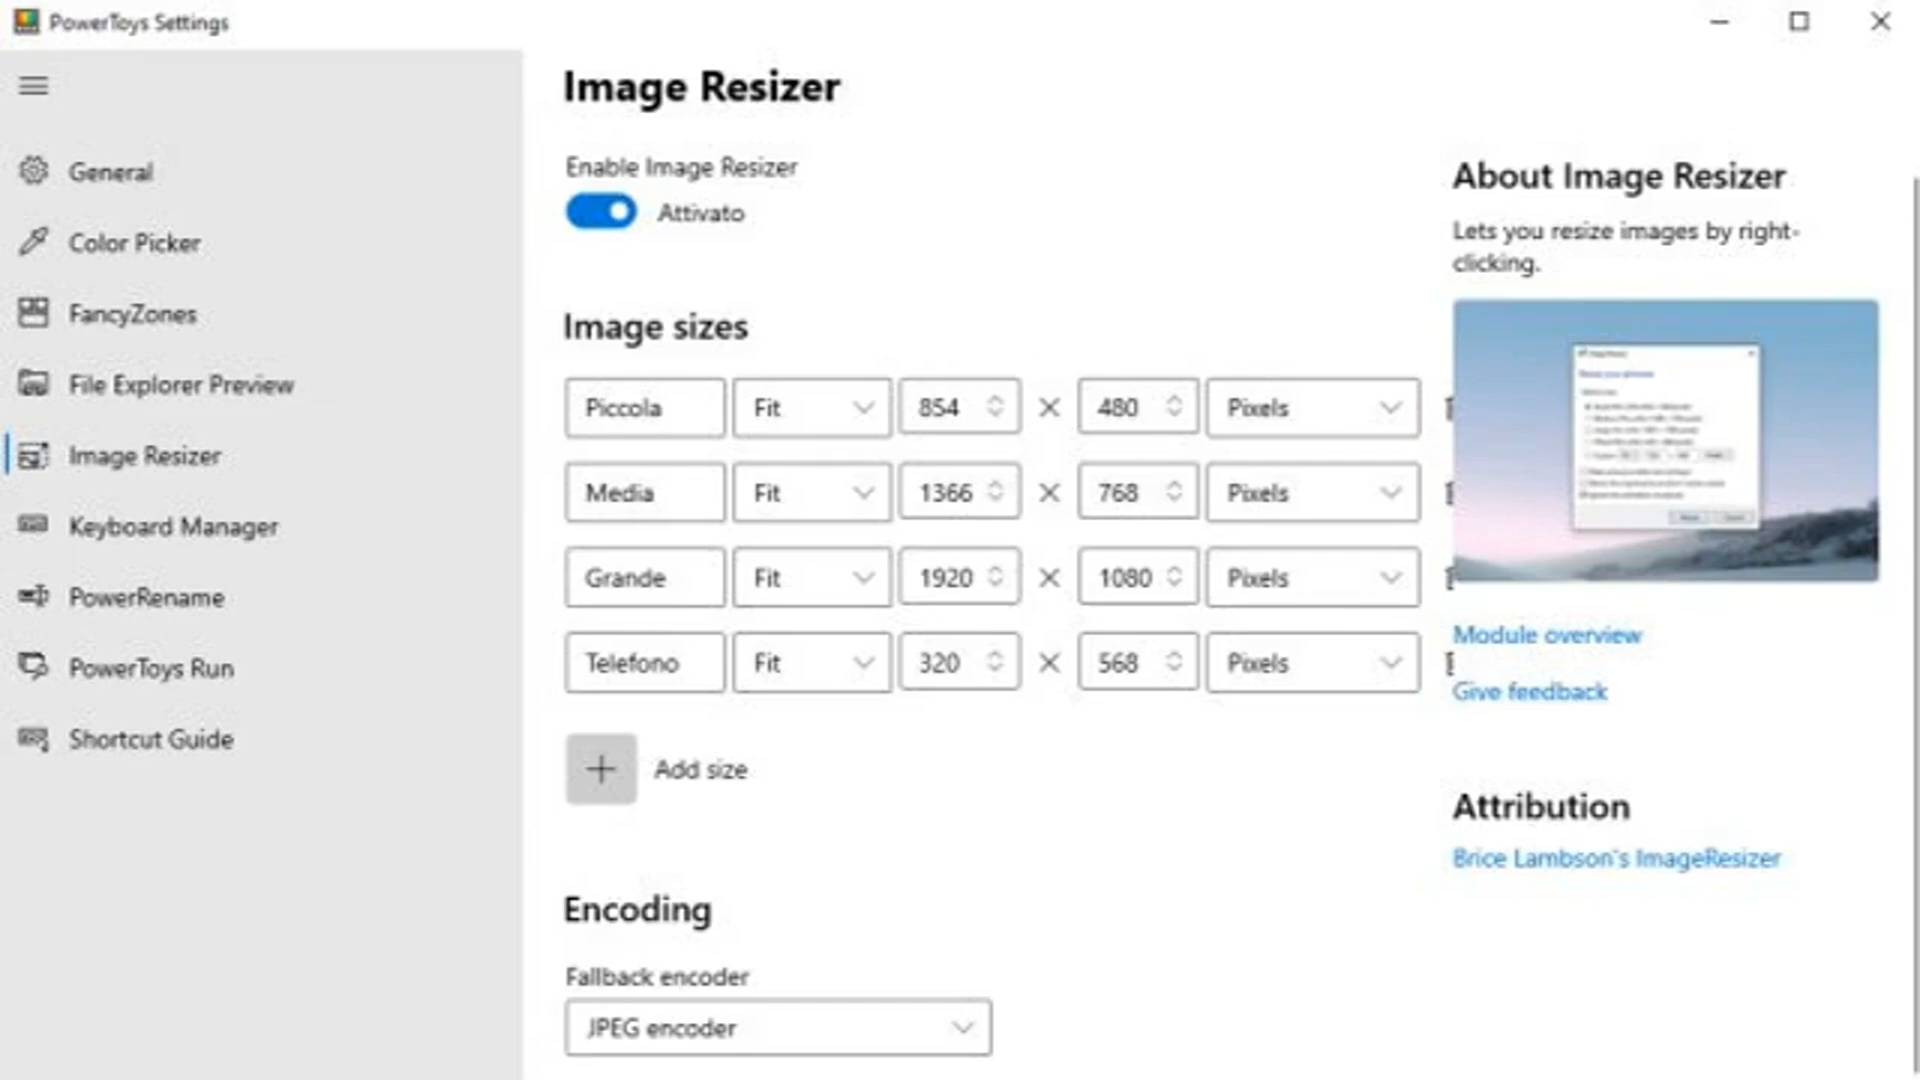 PowerToys Settings
General
Color Picker
FancyZones
File Explorer Preview
Image Resizer
Keyboard Manager
PowerRename
PowerToys Run
Shortcut Guide
Image Resizer
Enable Image Resizer
Attivato
Image sizes
Piccola Fit 854 × 480 Pixels
Media Fit 1366 × 768 Pixels
Grande Fit 1920 × 1080 Pixels
Telefono Fit 320 × 568 Pixels
Add size
Encoding
Fallback encoder
JPEG encoder
About Image Resizer
Lets you resize images by right-
clicking.
Module overview
Give feedback
Attribution
Brice Lambson's ImageResizer